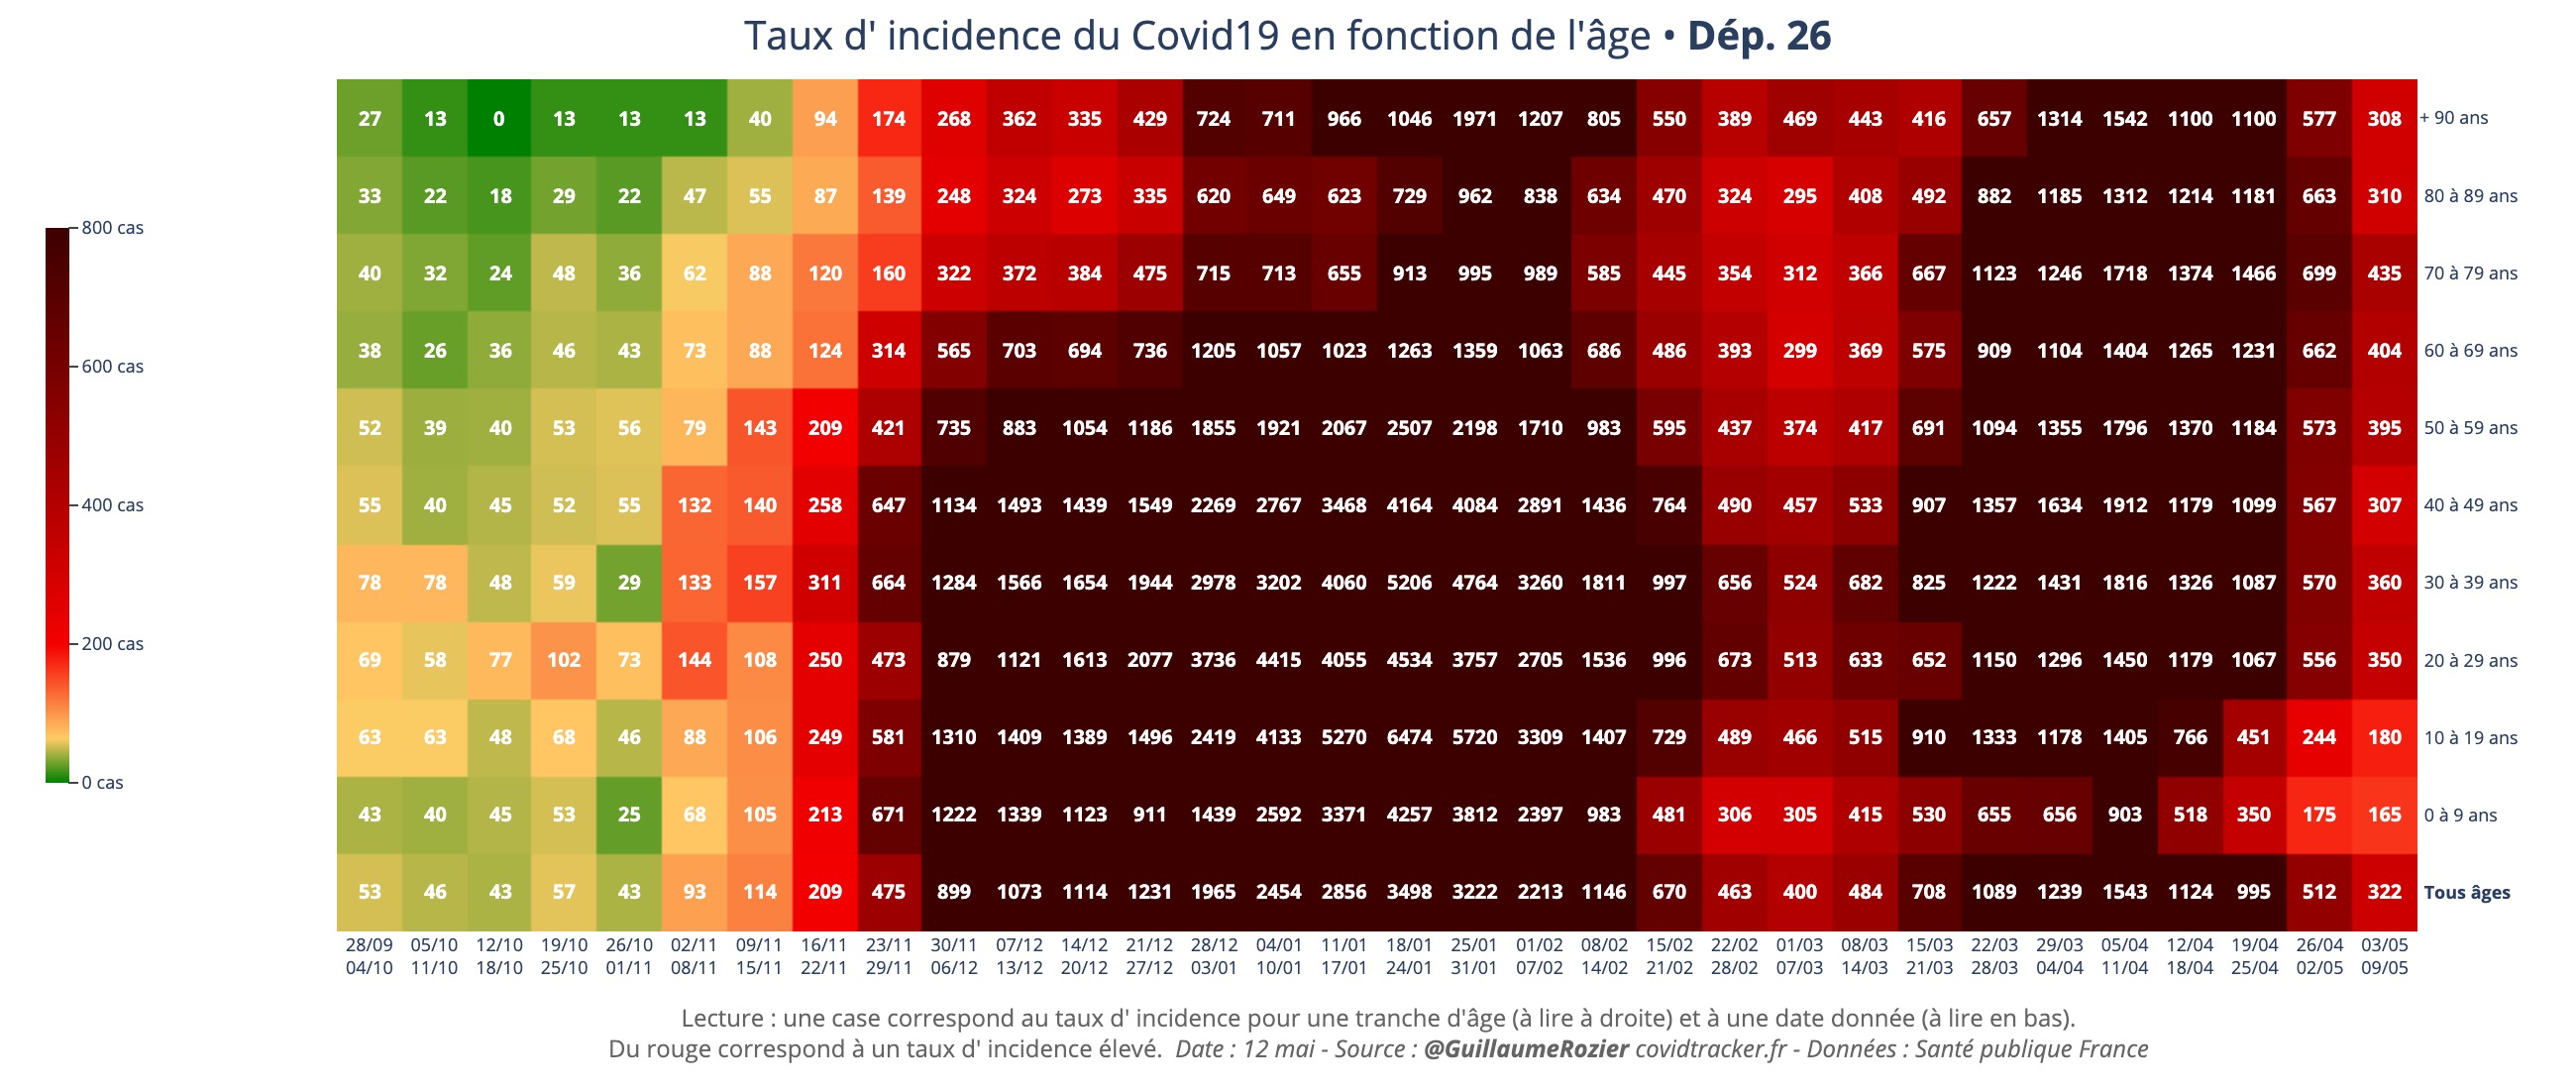 Taux d' incidence du Covid19 en fonction de l'âge • Dép. 26
27 13 0 13 13 13 40 94 174 268 362 335 429 724 711 966 1046 1971 1207 805 550 389 469 443 416 657 1314 1542 1100 1100 577 308 + 90 ans
33 22 18 29 22 47 55 87 139 248 324 273 335 620 649 623 729 962 838 634 470 324 295 408 492 882 1185 1312 1214 1181 663 310 80 à 89 ans
800 cas
40 32 24 48 36 62 88 120 160 322 372 384 475 715 713 655 913 995 989 585 445 354 312 366 667 1123 1246 1718 1374 1466 699 435 70 à 79 ans
38 26 36 46 43 73 88 124 314 565 703 694 736 1205 1057 1023 1263 1359 1063 686 486 393 299 369 575 909 1104 1404 1265 1231 662 404 60 à 69 ans
600 cas
52 39 40 53 56 79 143 209 421 735 883 1054 1186 1855 1921 2067 2507 2198 1710 983 595 437 374 417 691 1094 1355 1796 1370 1184 573 395 50 à 59 ans
400 cas
55 40 45 52 55 132 140 258 647 1134 1493 1439 1549 2269 2767 3468 4164 4084 2891 1436 764 490 457 533 907 1357 1634 1912 1179 1099 567 307 40 à 49 ans
78 78 48 59 29 133 157 311 664 1284 1566 1654 1944 2978 3202 4060 5206 4764 3260 1811 997 656 524 682 825 1222 1431 1816 1326 1087 570 360 30 à 39 ans
200 cas
69 58 77 102 73 144 108 250 473 879 1121 1613 2077 3736 4415 4055 4534 3757 2705 1536 996 673 513 633 652 1150 1296 1450 1179 1067 556 350 20 à 29 ans
63 63 48 68 46 88 106 249 581 1310 1409 1389 1496 2419 4133 5270 6474 5720 3309 1407 729 489 466 515 910 1333 1178 1405 766 451 244 180 10 à 19 ans
0 cas
43 40 45 53 25 68 105 213 671 1222 1339 1123 911 1439 2592 3371 4257 3812 2397 983 481 306 305 415 530 655 656 903 518 350 175 165 0 à 9 ans
53 46 43 57 43 93 114 209 475 899 1073 1114 1231 1965 2454 2856 3498 3222 2213 1146 670 463 400 484 708 1089 1239 1543 1124 995 512 322 Tous âges
28/09 05/10 12/10 19/10 26/10 02/11 09/11 16/11 23/11 30/11 07/12 14/12 21/12 28/12 04/01 11/01 18/01 25/01 01/02 08/02 15/02 22/02 01/03 08/03 15/03 22/03 29/03 05/04 12/04 19/04 26/04 03/05
04/10 11/10 18/10 25/10 01/11 08/11 15/11 22/11 29/11 06/12 13/12 20/12 27/12 03/01 10/01 17/01 24/01 31/01 07/02 14/02 21/02 28/02 07/03 14/03 21/03 28/03 04/04 11/04 18/04 25/04 02/05 09/05
Lecture : une case correspond au taux d' incidence pour une tranche d'âge (à lire à droite) et à une date donnée (à lire en bas).
Du rouge correspond à un taux d' incidence élevé. Date : 12 mai - Source : @GuillaumeRozier covidtracker.fr - Données : Santé publique France